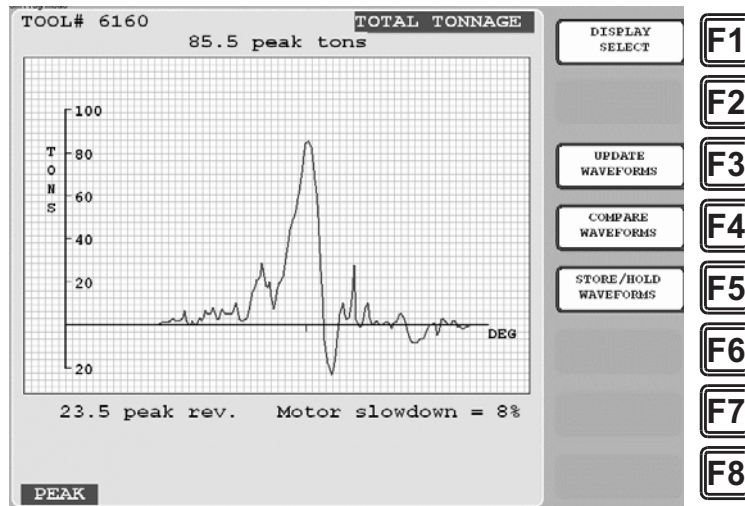 TOOL# 6160
TOTAL TONNAGE
85.5 peak tons
100
80
60
40
20
20
TONS
DEG
23.5 peak rev.
Motor slowdown = 8%
PEAK
DISPLAY
SELECT
UPDATE
WAVEFORMS
COMPARE
WAVEFORMS
STORE/HOLD
WAVEFORMS
F1
F2
F3
F4
F5
F6
F7
F8